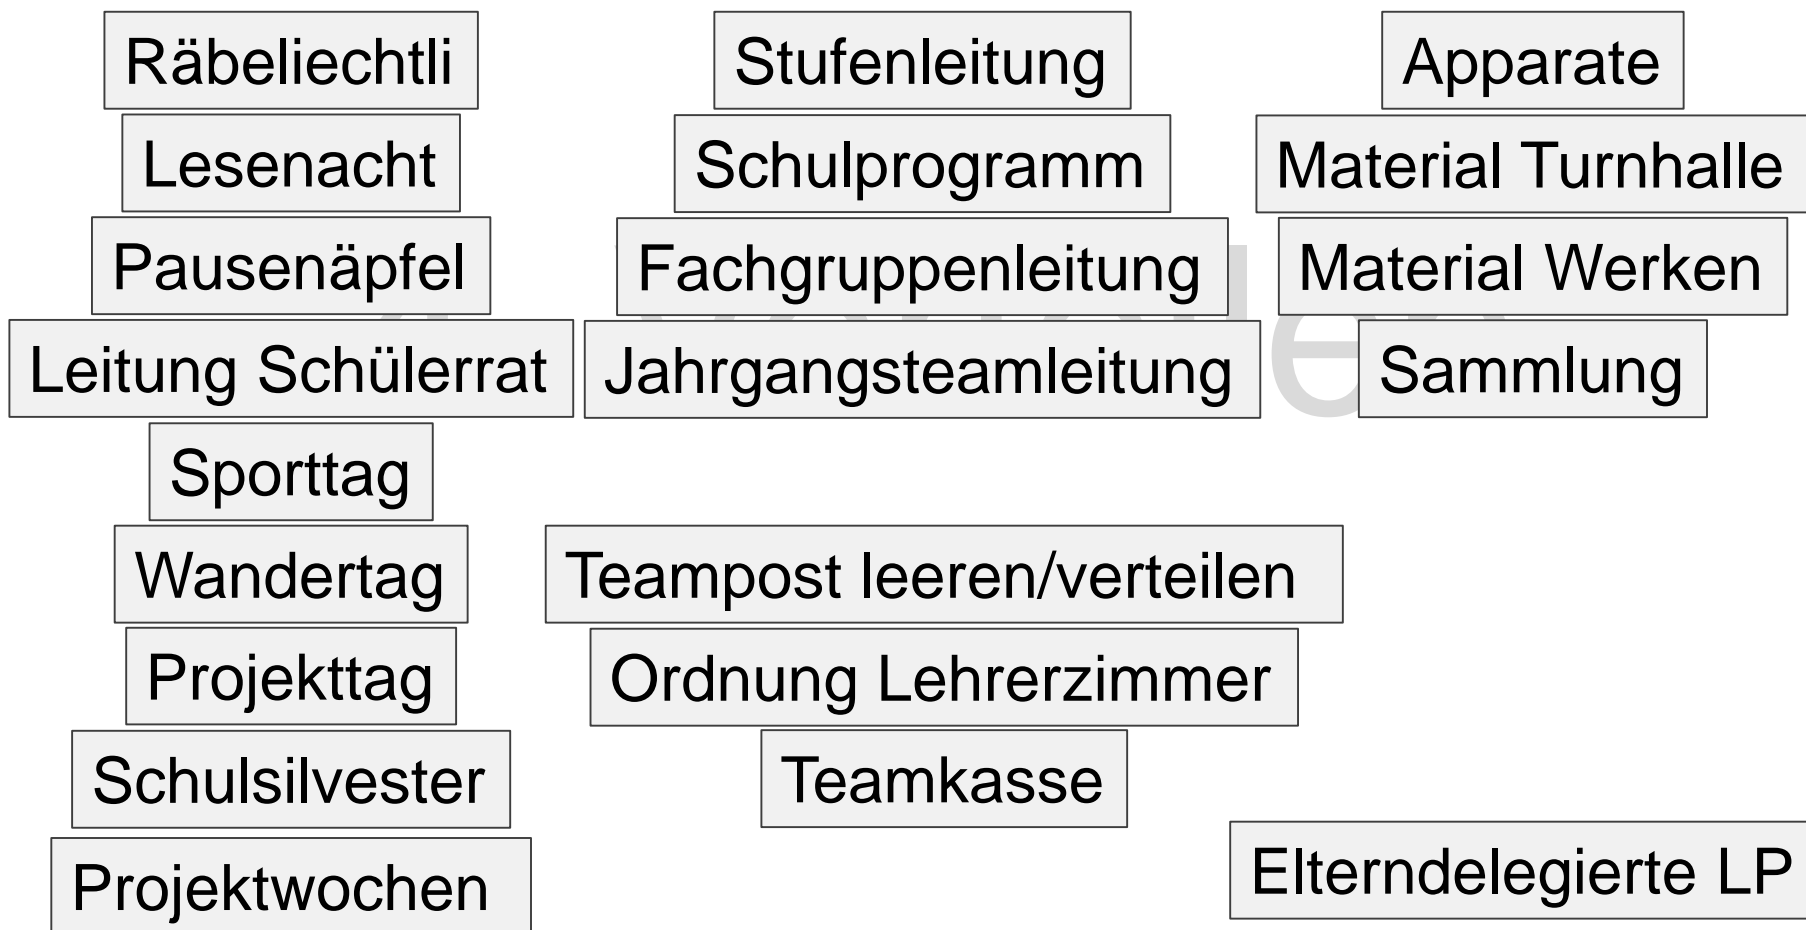 Räbeliechtli
Lesenacht
Pausenäpfel
Leitung Schülerrat
Sporttag
Wandertag
Projekttag
Schulsilvester
Projektwochen
Stufenleitung
Schulprogramm
Fachgruppenleitung
Jahrgangsteamleitung
Teampost leeren/verteilen
Ordnung Lehrerzimmer
Teamkasse
Apparate
Material Turnhalle
Material Werken
Sammlung
Elterndelegierte LP